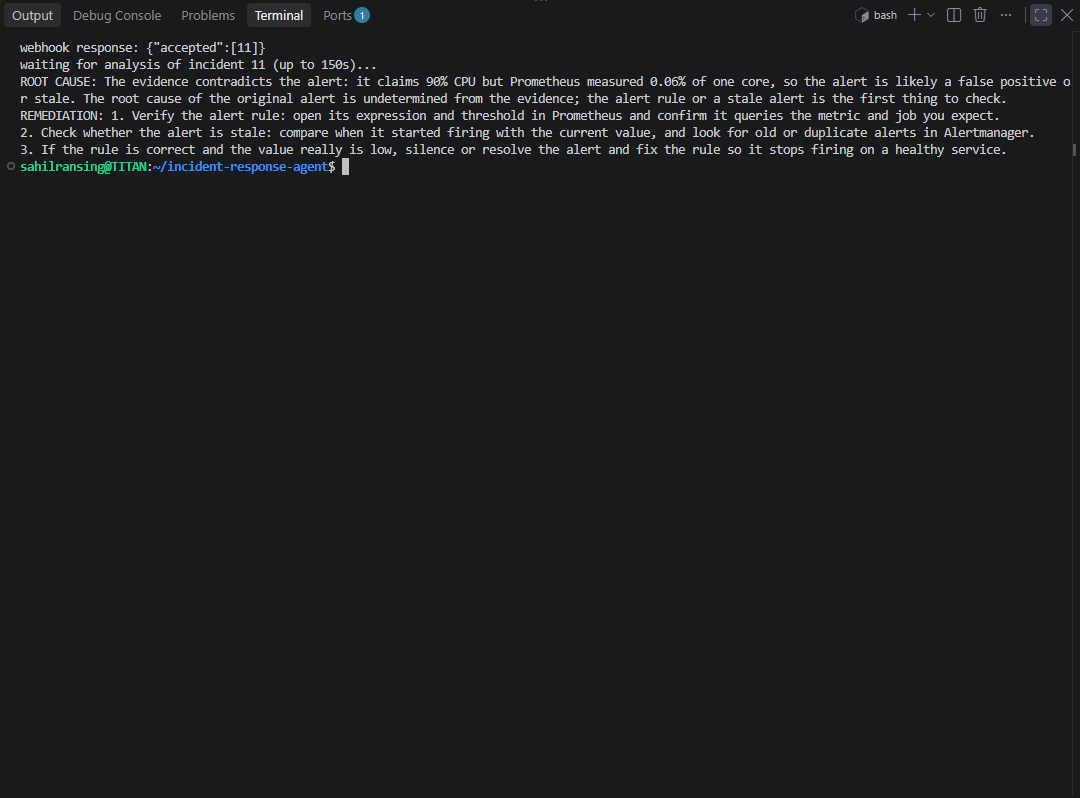 Output Debug Console Problems Terminal Ports 1 bash
webhook response: {"accepted":[11]}
waiting for analysis of incident 11 (up to 150s)...
ROOT CAUSE: The evidence contradicts the alert: it claims 90% CPU but Prometheus measured 0.06% of one core, so the alert is likely a false positive o
r stale. The root cause of the original alert is undetermined from the evidence; the alert rule or a stale alert is the first thing to check.
REMEDIATION: 1. Verify the alert rule: open its expression and threshold in Prometheus and confirm it queries the metric and job you expect.
2. Check whether the alert is stale: compare when it started firing with the current value, and look for old or duplicate alerts in Alertmanager.
3. If the rule is correct and the value really is low, silence or resolve the alert and fix the rule so it stops firing on a healthy service.
sahilransing@TITAN:~/incident-response-agent$